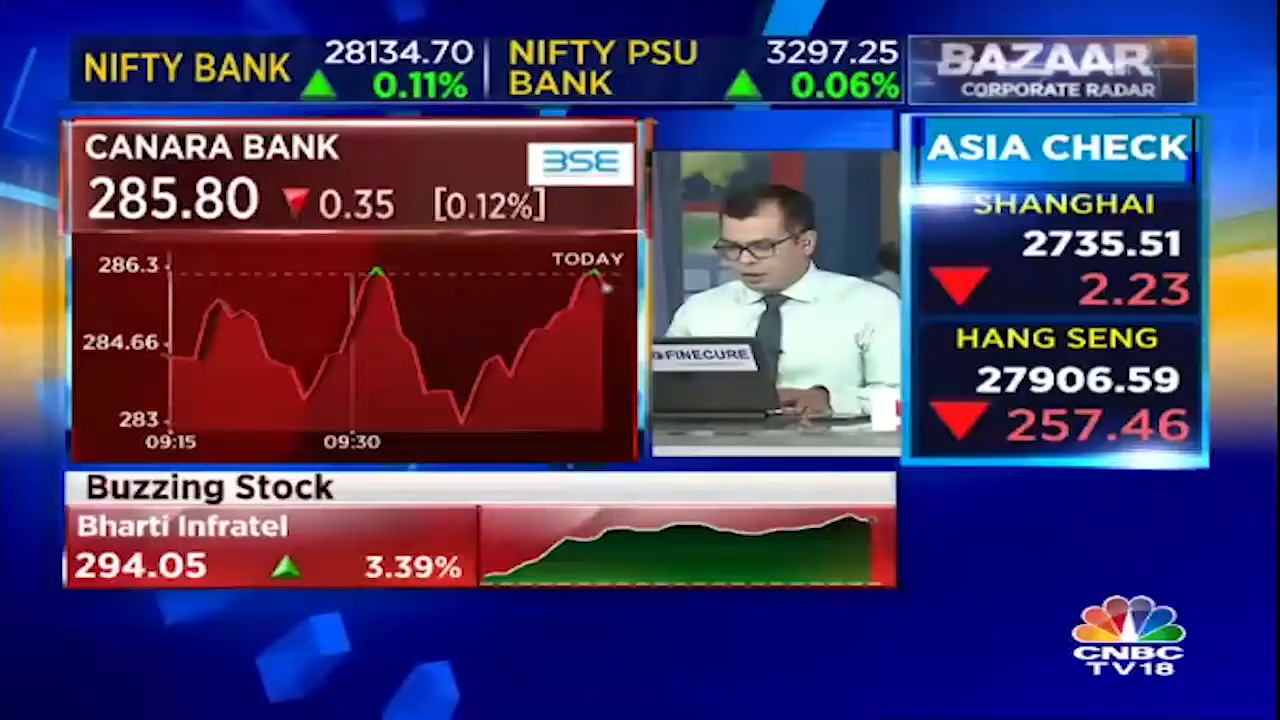 NIFTY BANK
28134.70
0.11%
NIFTY PSU
BANK
3297.25
0.06%
BAZAAR
CORPORATE RADAR
CANARA BANK
BSE
285.80 0.35 [0.12%]
TODAY
286.3
284.66
283
09:15 09:30
FINECURE
ASIA CHECK
SHANGHAI
2735.51
2.23
HANG SENG
27906.59
257.46
Buzzing Stock
Bharti Infratel
294.05 3.39%
CNBC
TV18